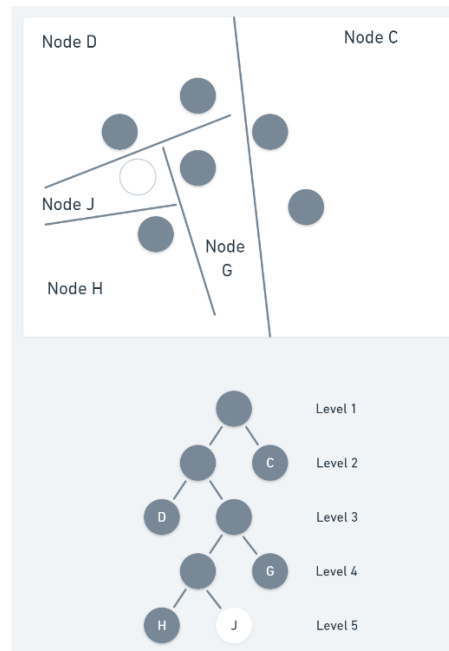 Node D
Node C
Node J
Node
G
Node H
Level 1
C
Level 2
D
Level 3
G
Level 4
H
J
Level 5